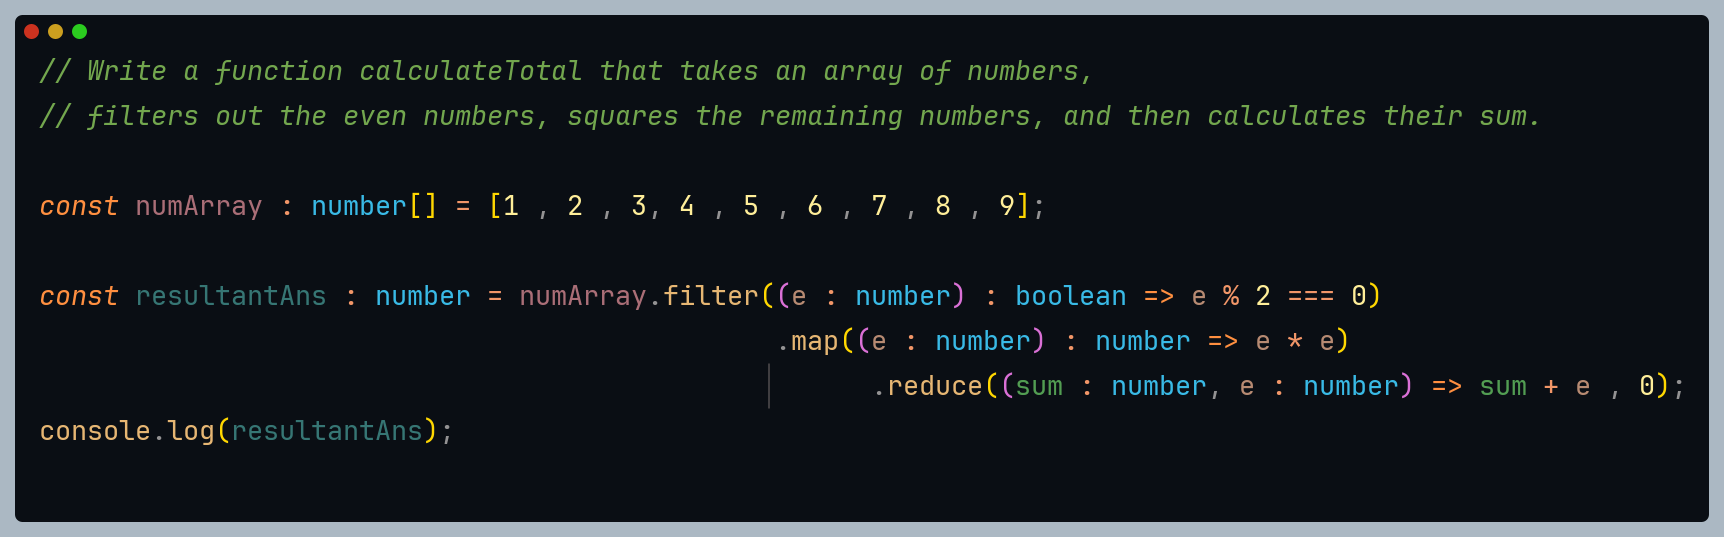 // Write a function calculateTotal that takes an array of numbers,
// filters out the even numbers, squares the remaining numbers, and then calculates their sum.
const numArray : number[] = [1 , 2 , 3, 4 , 5 , 6 , 7 , 8 , 9];
const resultantAns : number = numArray.filter((e : number) : boolean => e % 2 === 0)
.map((e : number) : number => e * e)
.reduce((sum : number, e : number) => sum + e , 0);
console.log(resultantAns);